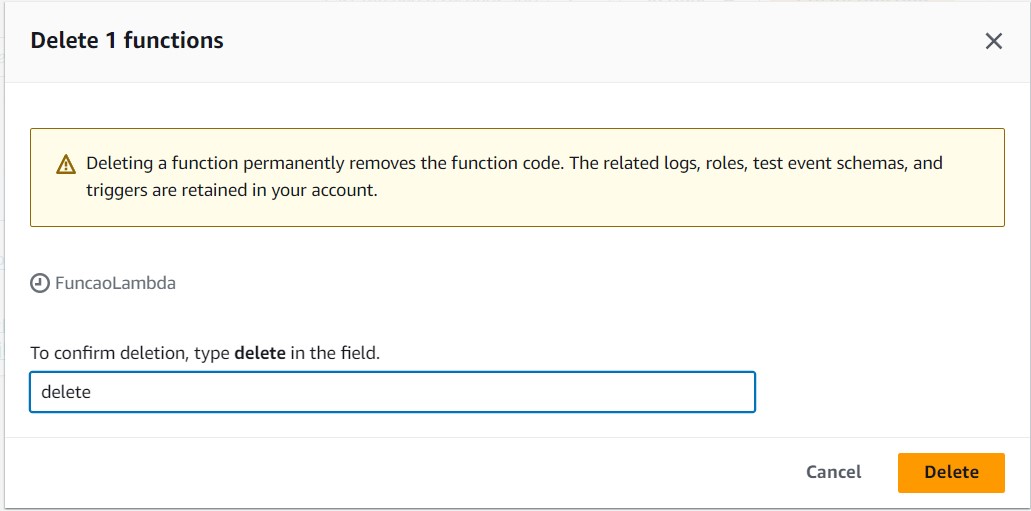 Delete 1 functions
Deleting a function permanently removes the function code. The related logs, roles, test event schemas, and
triggers are retained in your account.
FuncaoLambda
To confirm deletion, type delete in the field.
delete
Cancel
Delete